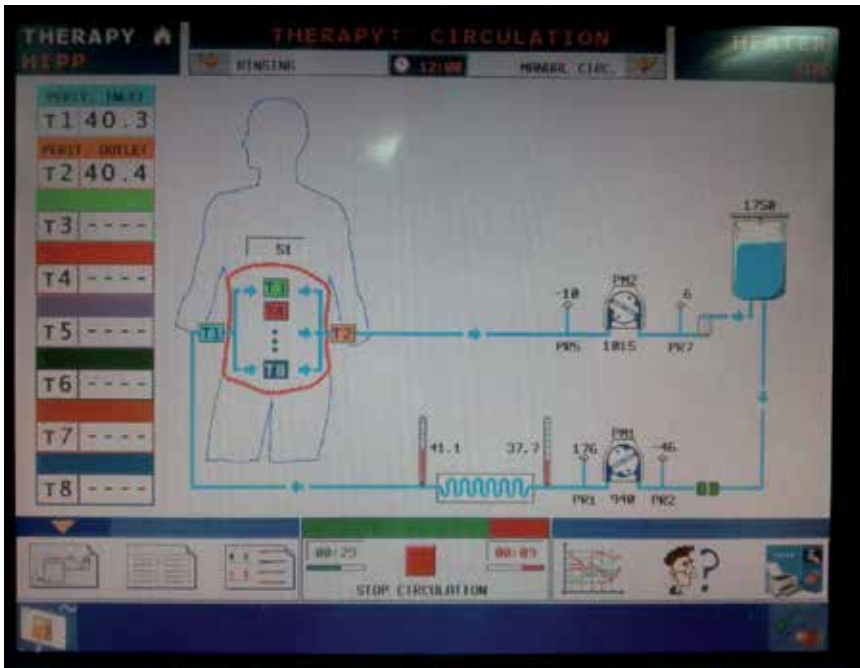 THERAPY
HIPP
THERAPY: CIRCULATION
RINSING
12:00
MANUAL CIRC.
HEATER
PERIT. INLET
T1 40.3
PERIT. OUTLET
T2 40.4
T3 ----
T4 ----
T5 ----
T6 ----
T7 ----
T8 ----
51
T3
T4
T8
T1
T2
-10
PR5
PM2
1015
6
PR7
1750
41.1
37.7
176
PR1
PM1
940
-46
PR2
00:29
00:09
STOP CIRCULATION